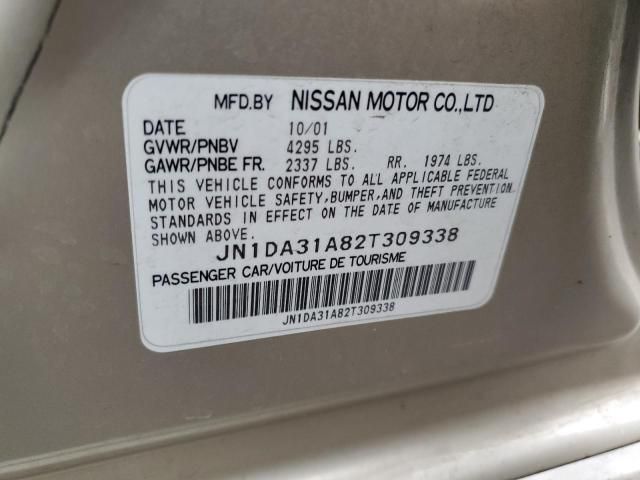 MFD.BY NISSAN MOTOR CO.,LTD
DATE 10/01
GVWR/PNBV 4295 LBS.
GAWR/PNBE FR. 2337 LBS. RR. 1974 LBS.
THIS VEHICLE CONFORMS TO ALL APPLICABLE FEDERAL
MOTOR VEHICLE SAFETY,BUMPER,AND THEFT PREVENTION
STANDARDS IN EFFECT ON THE DATE OF MANUFACTURE
SHOWN ABOVE. JN1DA31A82T309338
PASSENGER CAR/VOITURE DE TOURISME
JN1DA31A82T309338